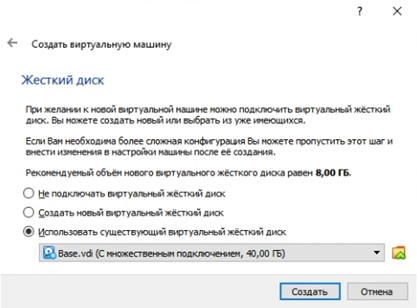 Создать виртуальную машину
Жесткий диск
При желании к новой виртуальной машине можно подключить виртуальный жёсткий
диск. Вы можете создать новый или выбрать из уже имеющихся.
Если Вам необходима более сложная конфигурация Вы можете пропустить этот шаг и
внести изменения в настройки машины после её создания.
Рекомендуемый объём нового виртуального жёсткого диска равен 8,00 ГБ.
Не подключать виртуальный жёсткий диск
Создать новый виртуальный жёсткий диск
Использовать существующий виртуальный жёсткий диск
Base.vdi (С множественным подключением, 40,00 ГБ)
Создать
Отмена